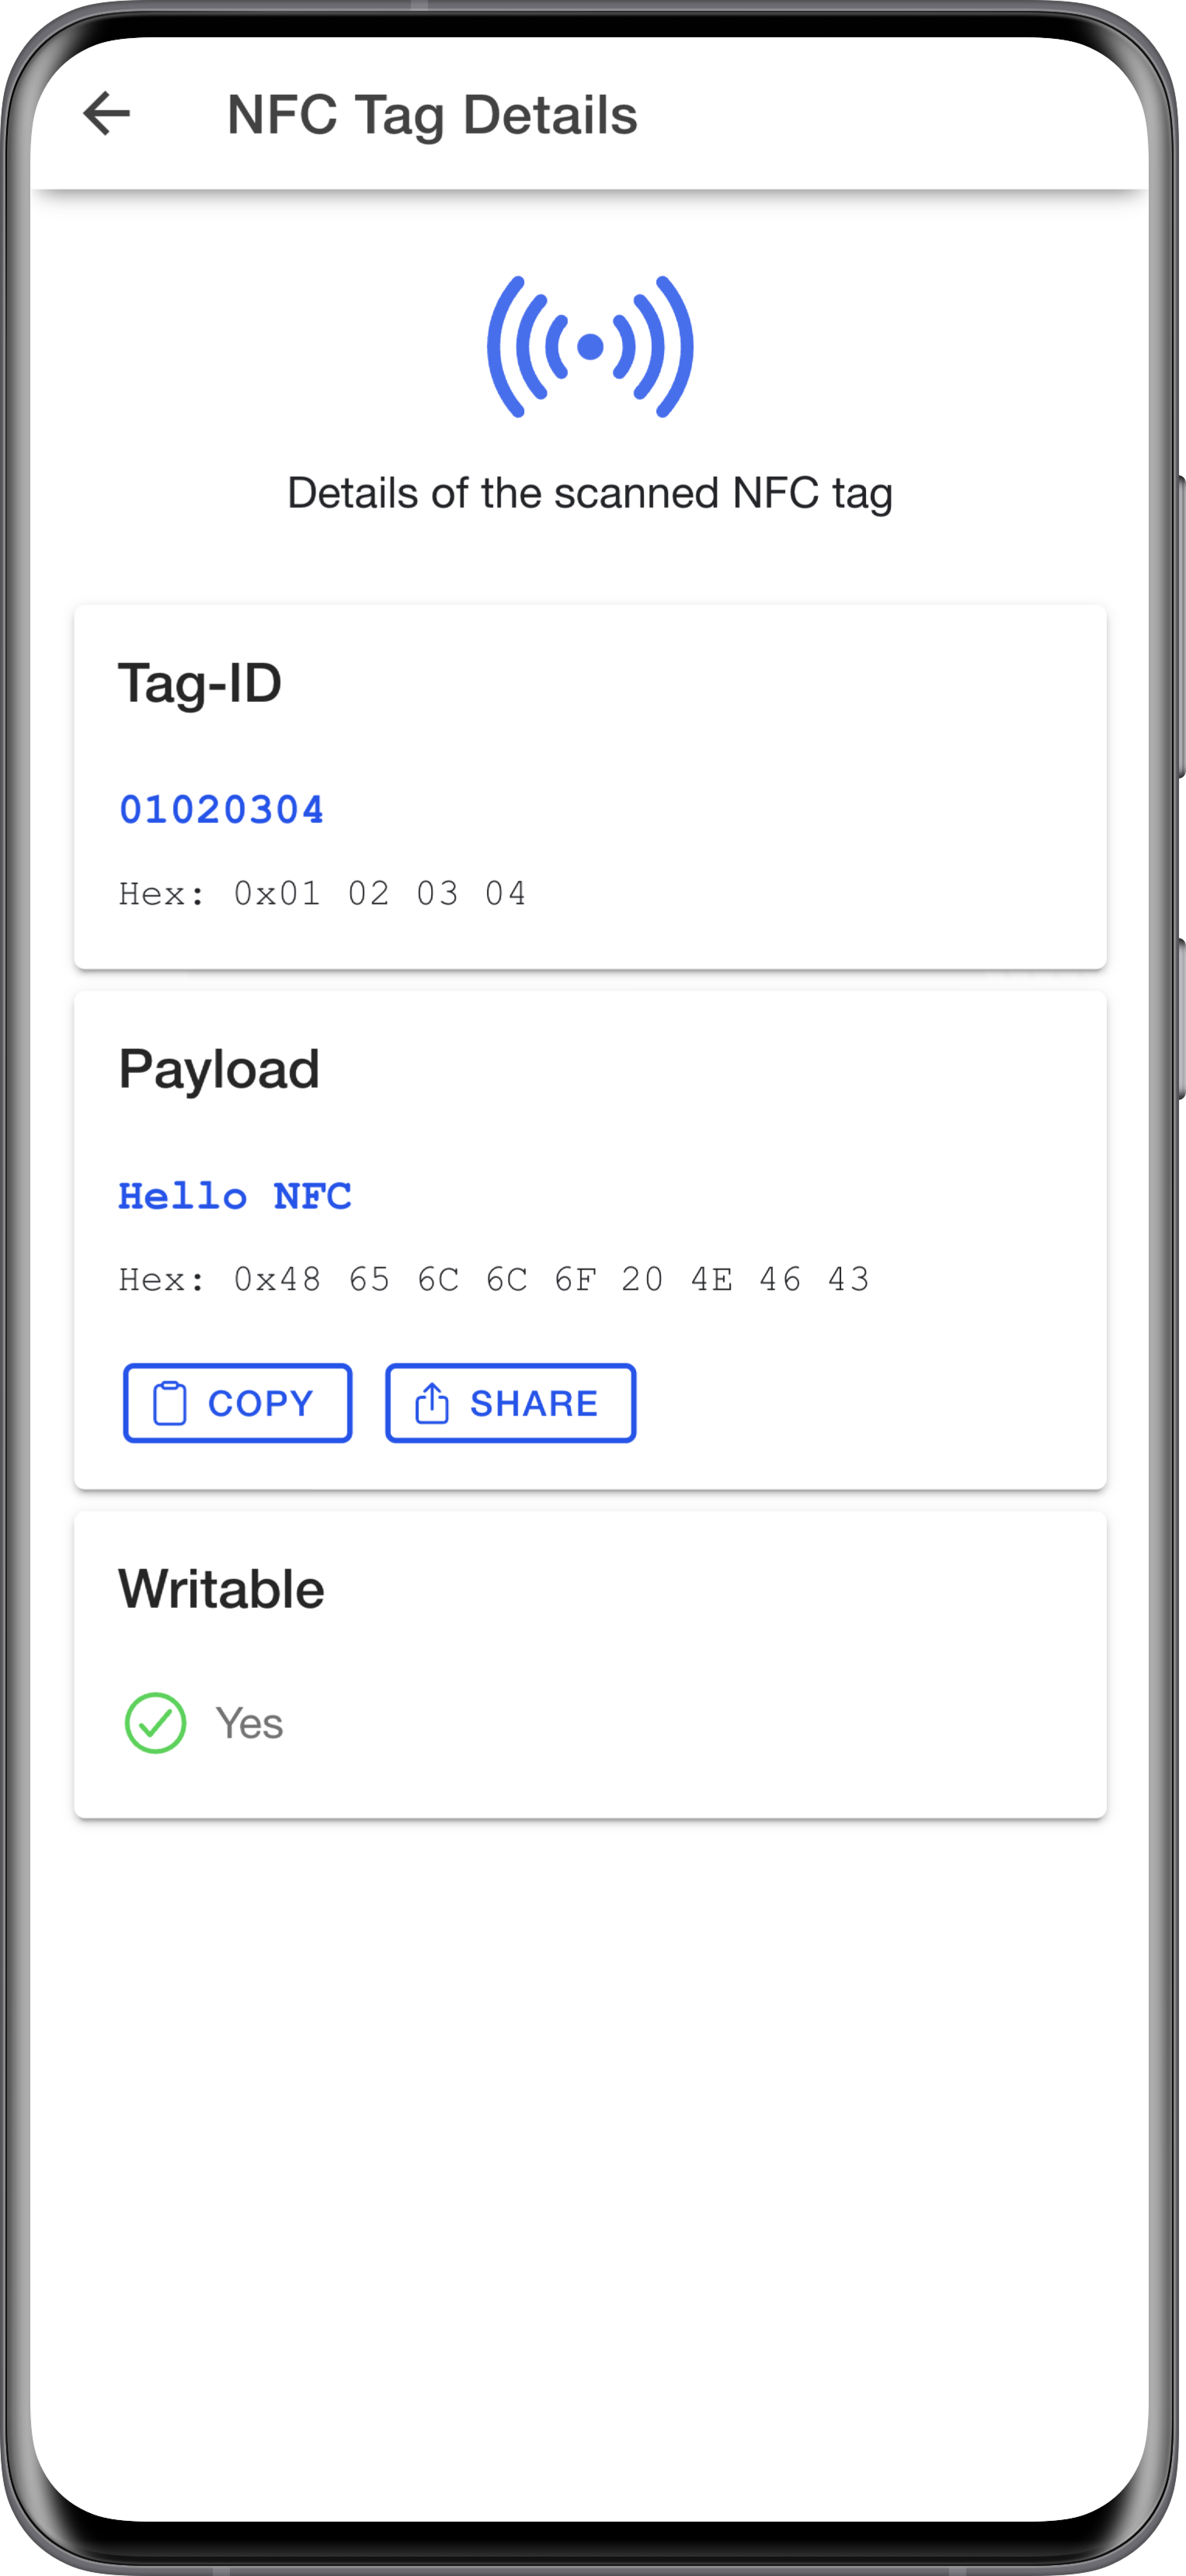 NFC Tag Details
Details of the scanned NFC tag
Tag-ID
01020304
Hex: 0x01 02 03 04
Payload
Hello NFC
Hex: 0x48 65 6C 6C 6F 20 4E 46 43
COPY
SHARE
Writable
Yes